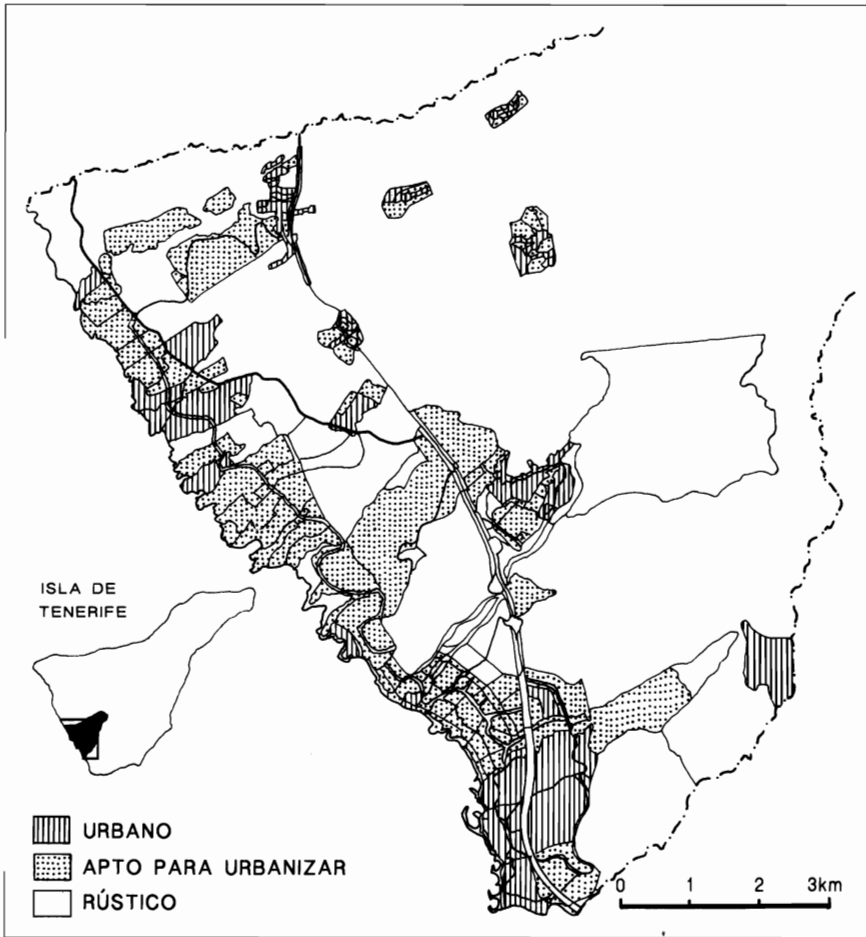 ISLA DE
TENERIFE
URBANO
APTO PARA URBANIZAR
RÚSTICO
0 1 2 3km